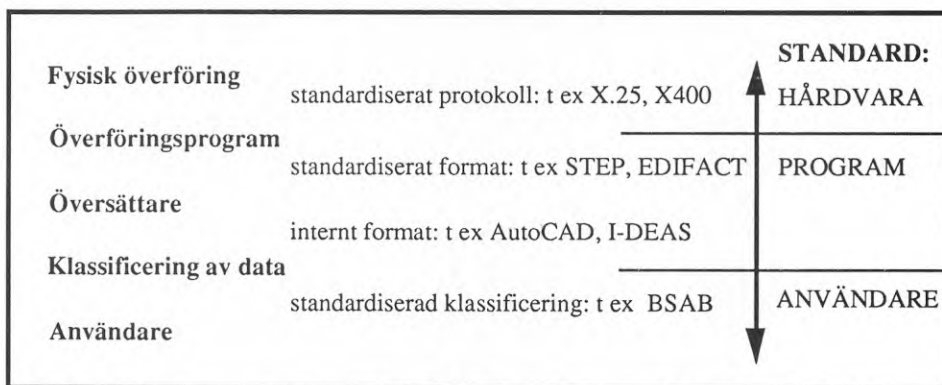 STANDARD:
Fysisk överföring
standardiserat protokoll: t ex X.25, X400
HÅRDVARA
Överföringsprogram
standardiserat format: t ex STEP, EDIFACT
PROGRAM
Översättare
internt format: t ex AutoCAD, I-DEAS
Klassificering av data
standardiserad klassificering: t ex BSAB
ANVÄNDARE
Användare